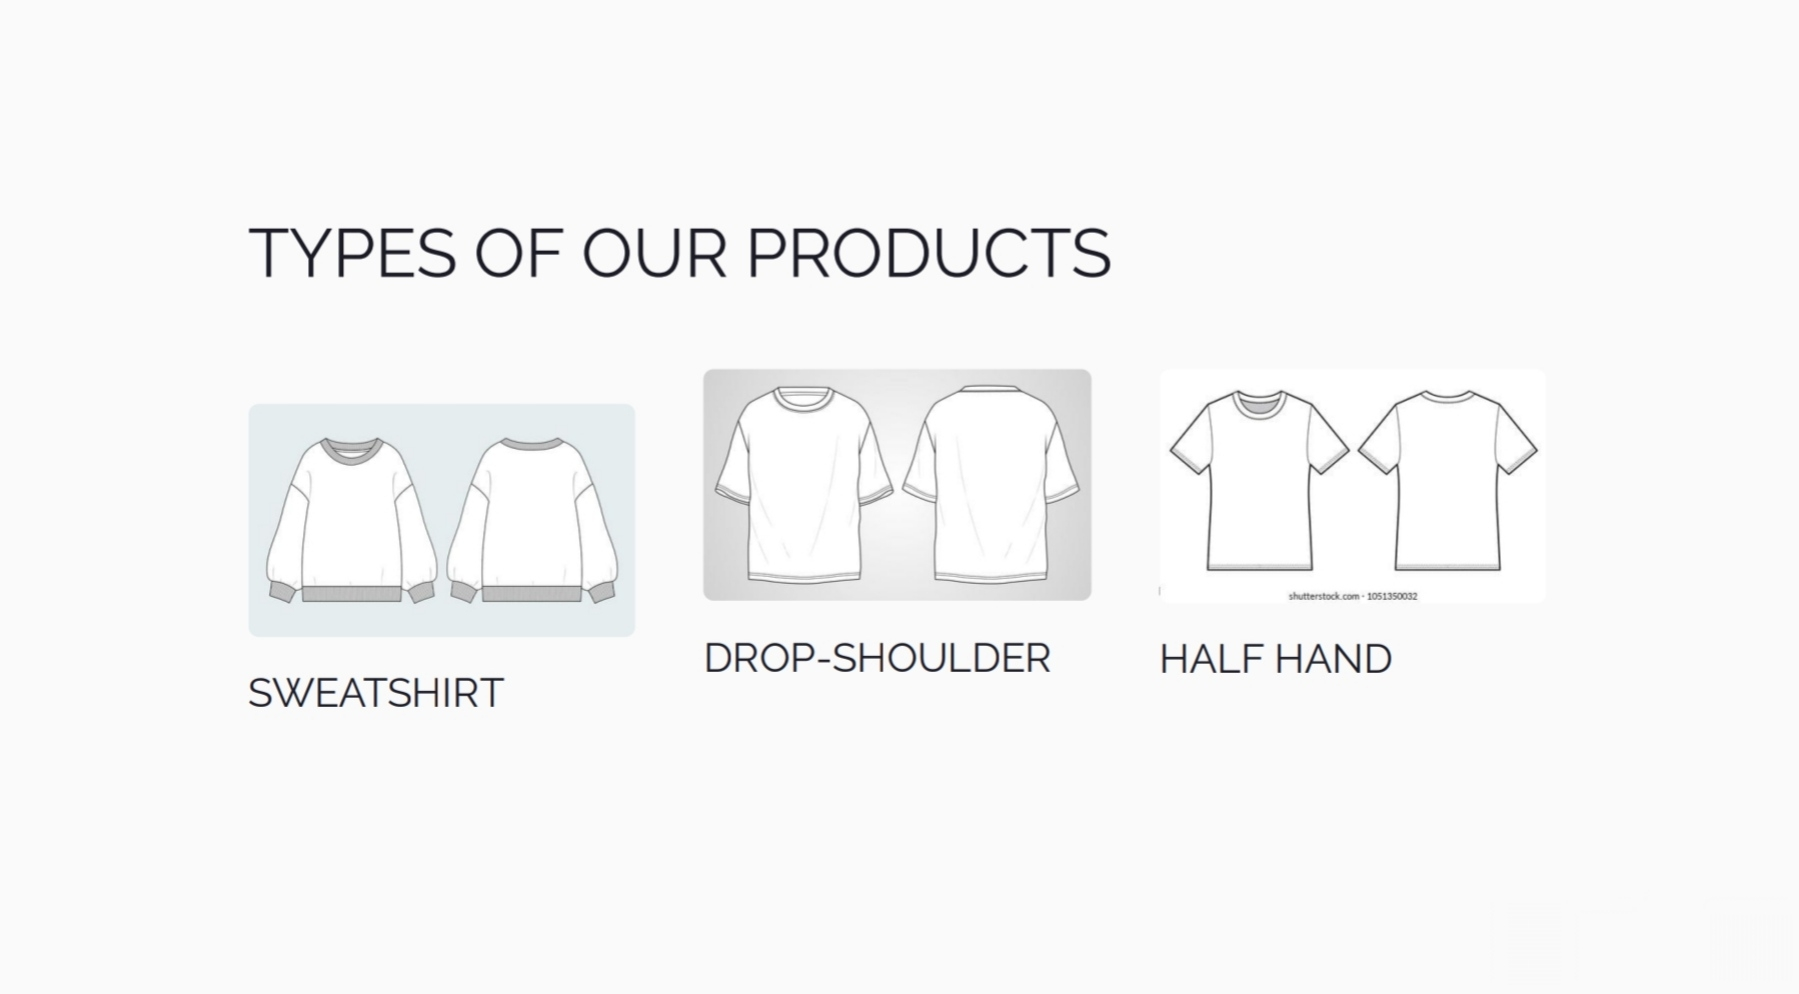 TYPES OF OUR PRODUCTS
SWEATSHIRT
DROP-SHOULDER
shutterstock.com · 1051350032
HALF HAND